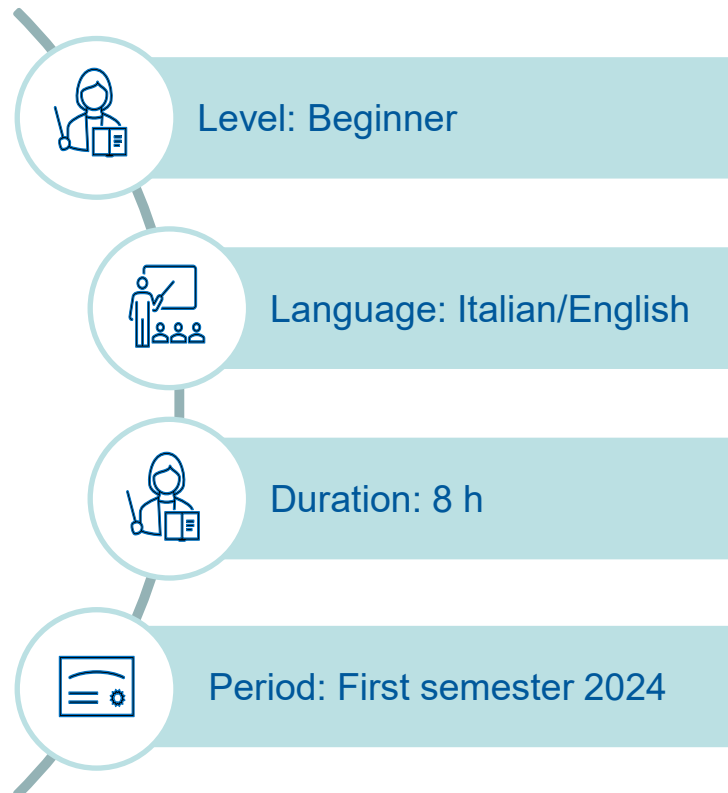 Level: Beginner
Language: Italian/English
Duration: 8 h
Period: First semester 2024